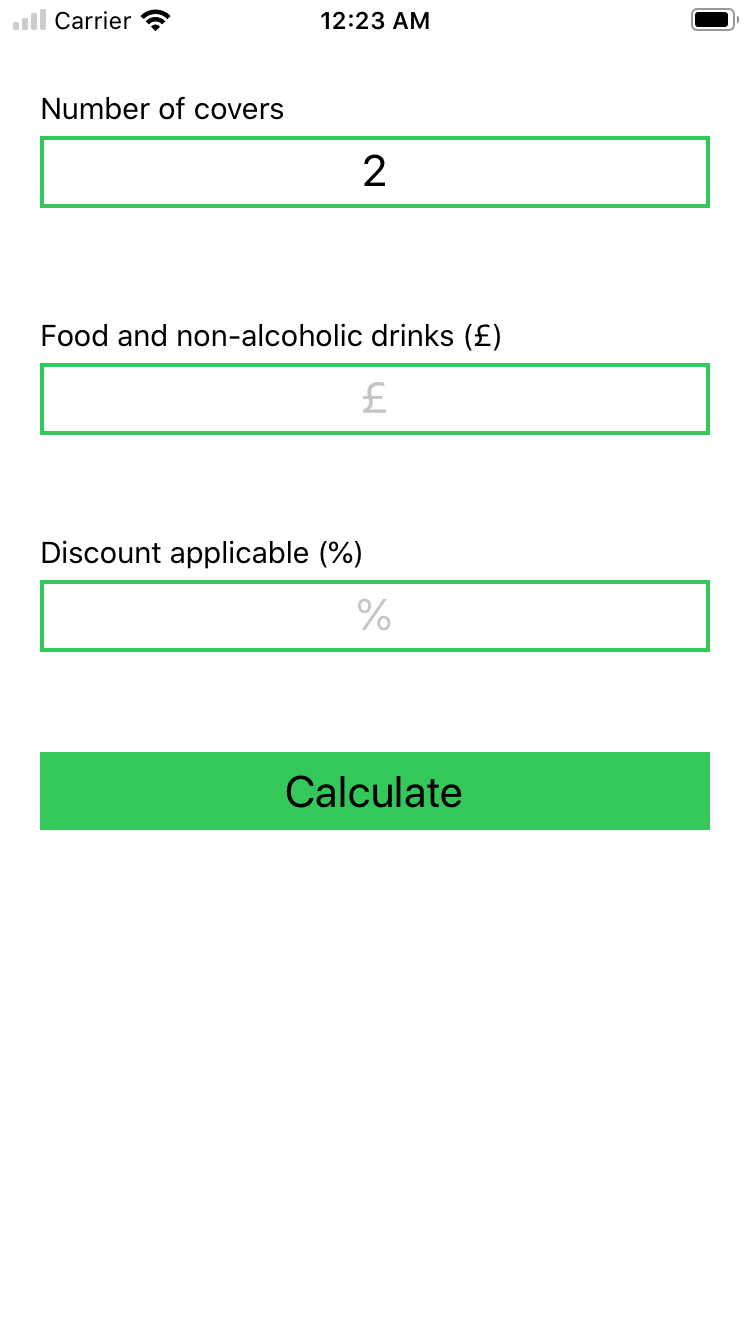 Carrier 12:23 AM
Number of covers
2
Food and non-alcoholic drinks (£)
£
Discount applicable (%)
%
Calculate